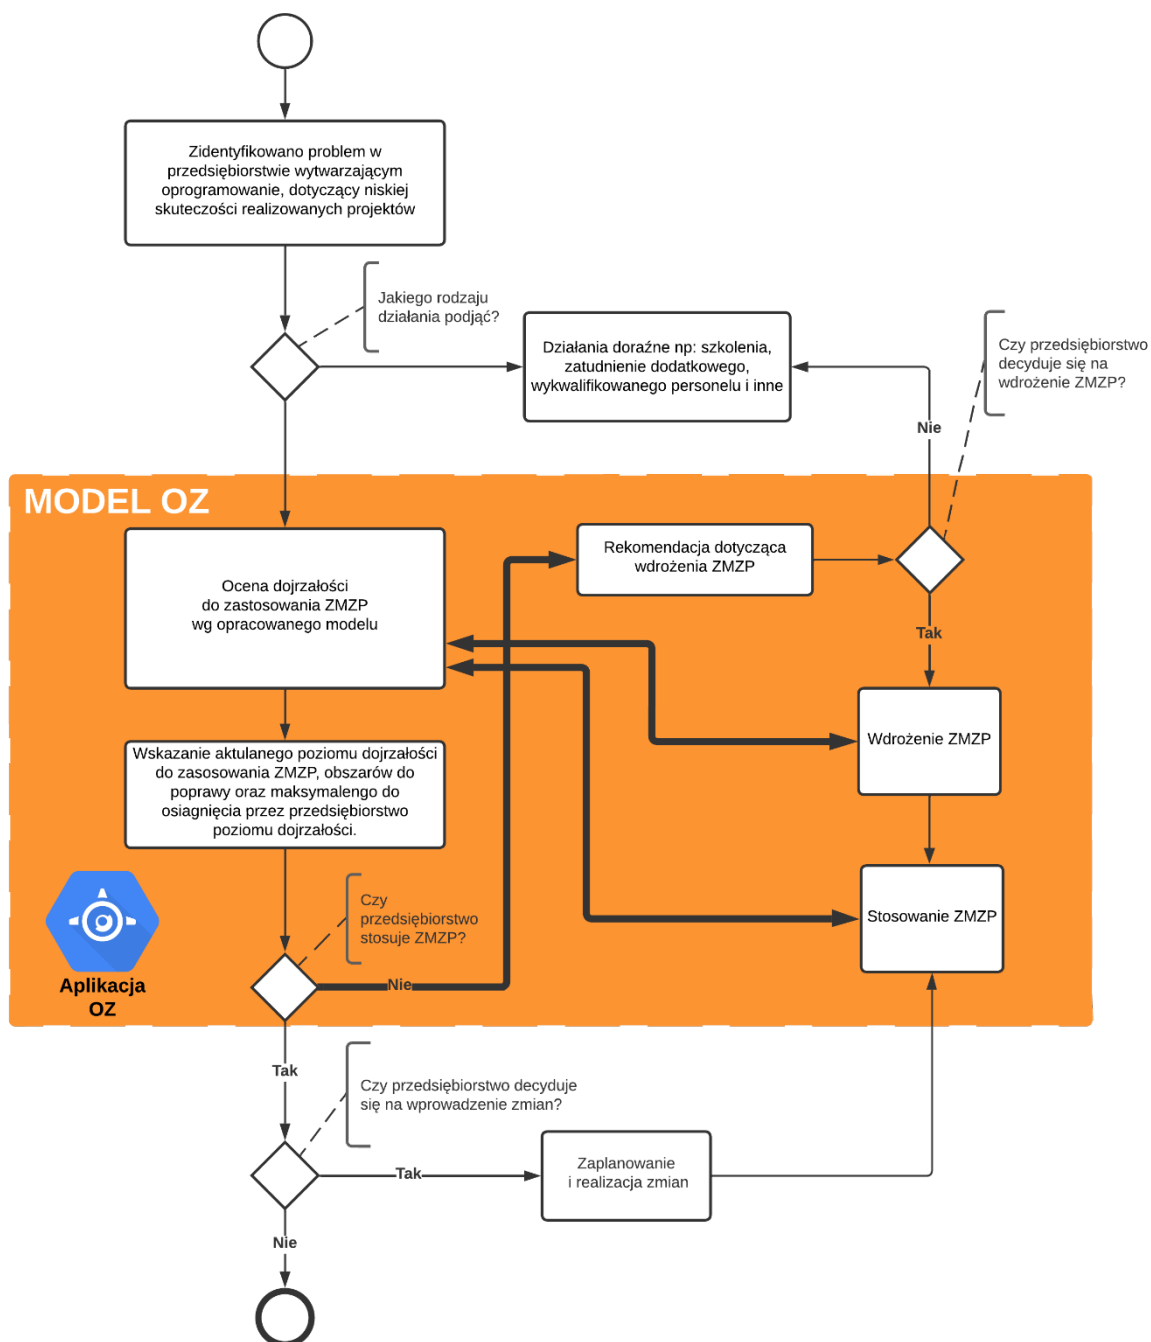 Zidentyfikowano problem w
przedsiębiorstwie wytwarzającym
oprogramowanie, dotyczący niskiej
skuteczości realizowanych projektów
Jakiego rodzaju
działania podjąć?
Działania doraźne np: szkolenia,
zatudnienie dodatkowego,
wykwalifikowanego personelu i inne
Czy przedsiębiorstwo
decyduje się na
wdrożenie ZMZP?
Nie
MODEL OZ
Ocena dojrzałości
do zastosowania ZMZP
wg opracowanego modelu
Rekomendacja dotycząca
wdrożenia ZMZP
Tak
Wdrożenie ZMZP
Wskazanie aktulanego poziomu dojrzałości
do zasosowania ZMZP, obszarów do
poprawy oraz maksymalengo do
osiagnięcia przez przedsiębiorstwo
poziomu dojrzałości.
Czy
przedsiębiorstwo
stosuje ZMZP?
Stosowanie ZMZP
Aplikacja
OZ
Nie
Tak
Czy przedsiębiorstwo decyduje
się na wprowadzenie zmian?
Tak
Zaplanowanie
i realizacja zmian
Nie